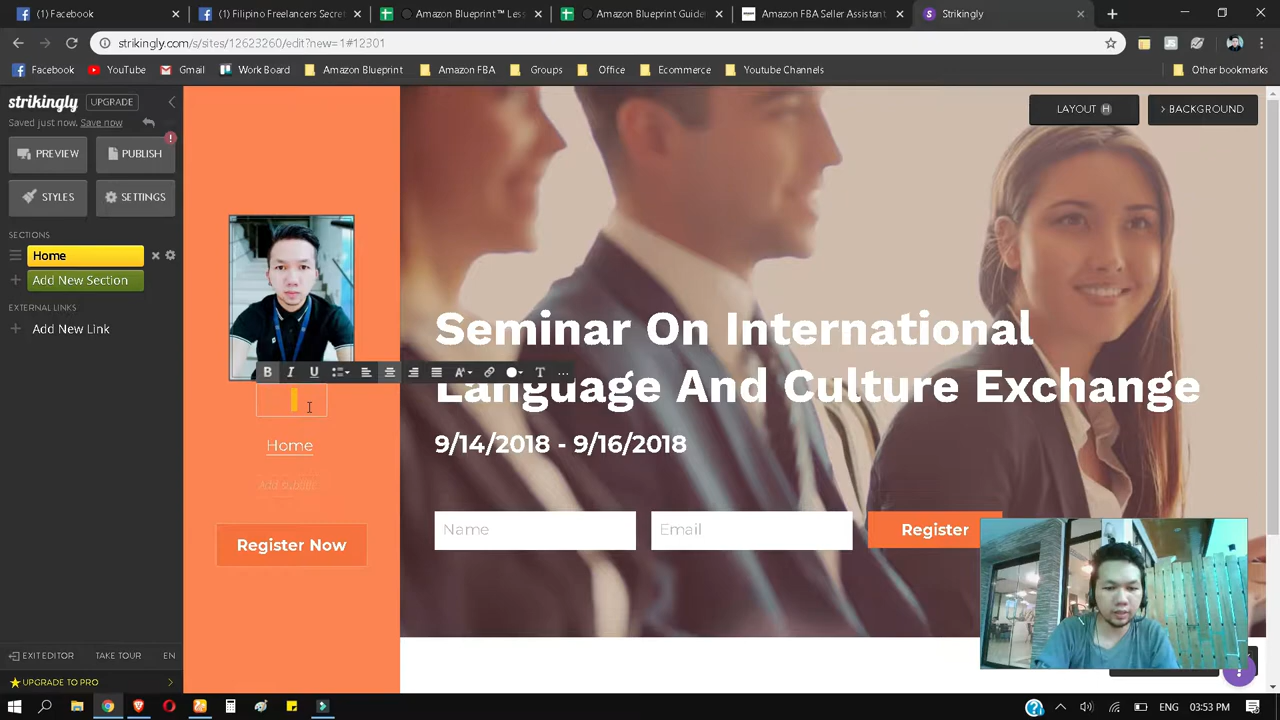 (1) Facebook
(1) Filipino Freelancers Secret
Amazon Blueprint™ Less
Amazon Blueprint Guide
Amazon FBA Seller Assistant
Strikingly
strikingly.com/s/sites/12623260/edit?new=1#12301
Facebook
YouTube
Gmail
Work Board
Amazon Blueprint
Amazon FBA
Groups
Office
Ecommerce
Youtube Channels
Other bookmarks
strikingly
UPGRADE
Saved just now. Save now
PREVIEW
PUBLISH
STYLES
SETTINGS
SECTIONS
Home
Add New Section
EXTERNAL LINKS
Add New Link
LAYOUT H
BACKGROUND
Seminar On International
Language And Culture Exchange
9/14/2018 - 9/16/2018
Name
Email
Register
Home
Add subtitle
Register Now
EXIT EDITOR
TAKE TOUR
EN
UPGRADE TO PRO
ENG
03:53 PM